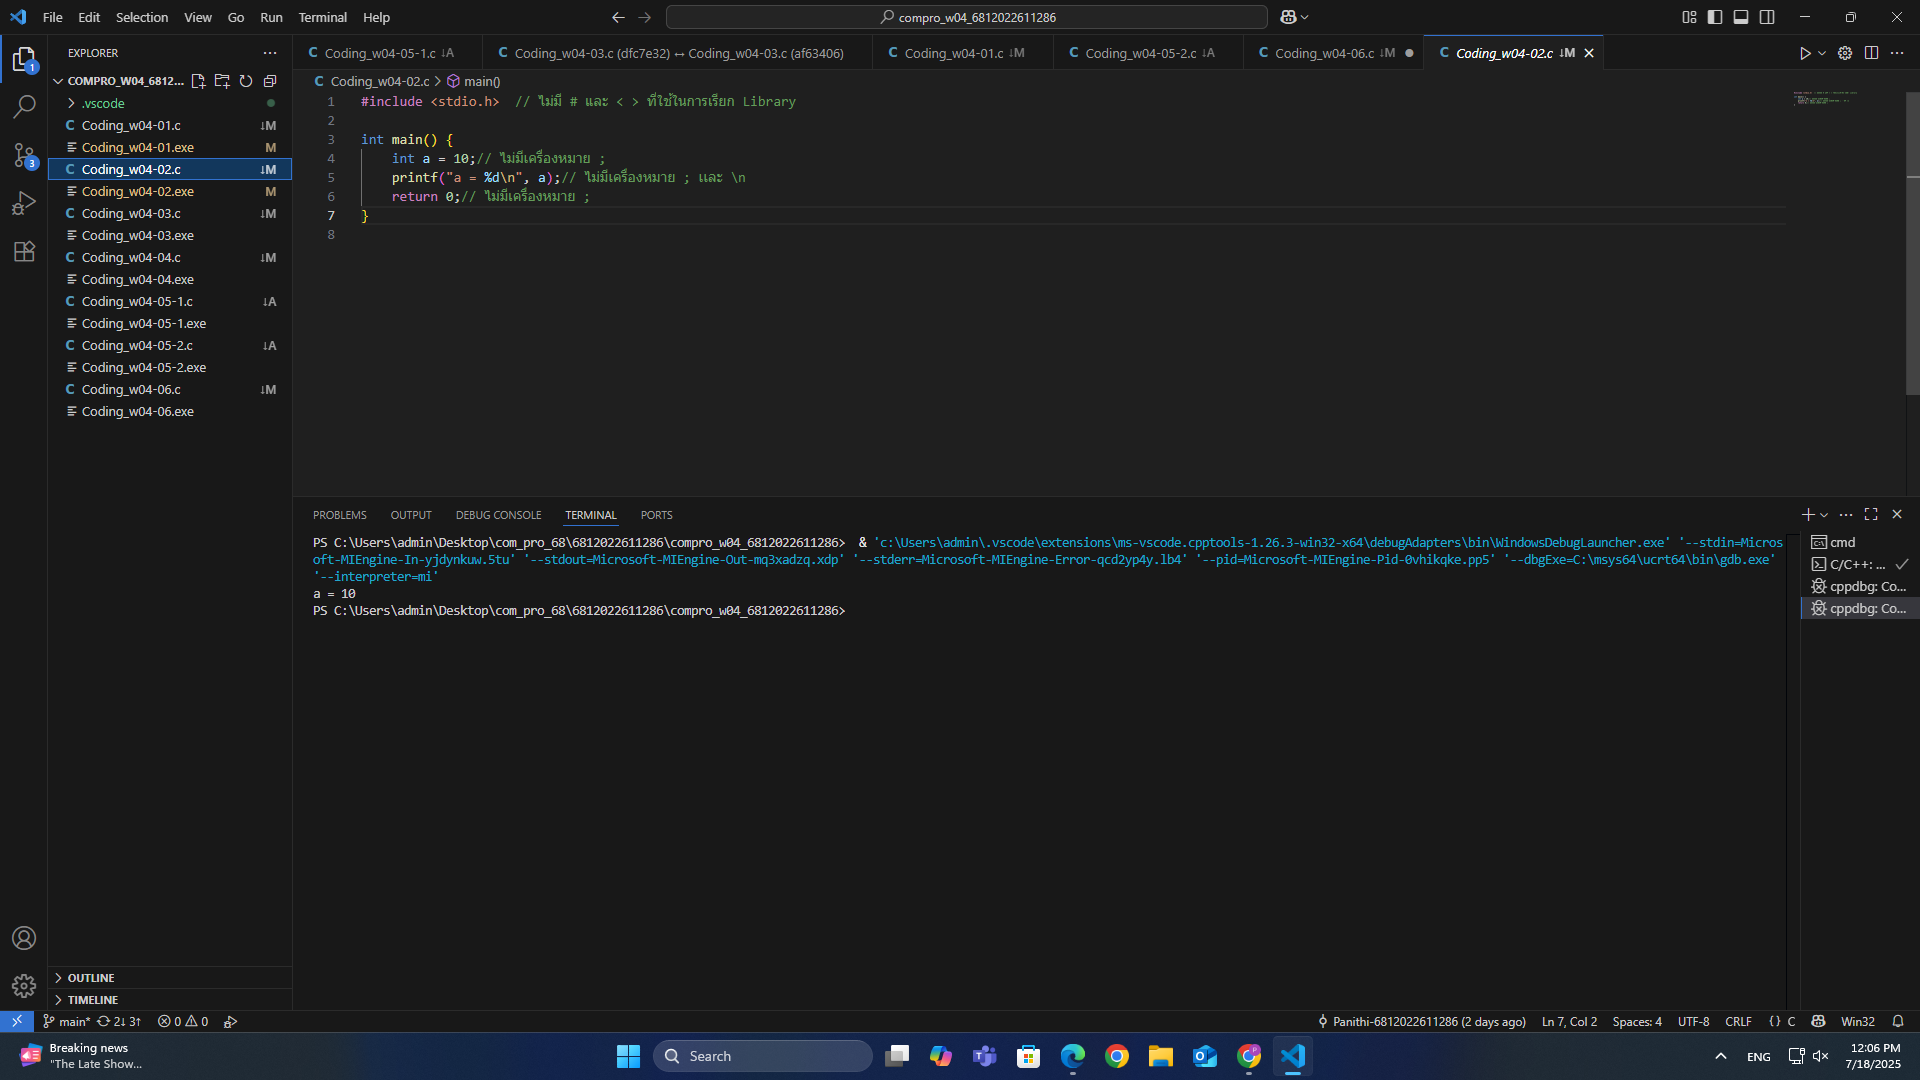 File Edit Selection View Go Run Terminal Help
compro_w04_6812022611286
EXPLORER
COMPRO_W04_6812...
.vscode
Coding_w04-01.c ↓M
Coding_w04-01.exe M
Coding_w04-02.c ↓M
Coding_w04-02.exe M
Coding_w04-03.c ↓M
Coding_w04-03.exe
Coding_w04-04.c ↓M
Coding_w04-04.exe
Coding_w04-05-1.c ↓A
Coding_w04-05-1.exe
Coding_w04-05-2.c ↓A
Coding_w04-05-2.exe
Coding_w04-06.c ↓M
Coding_w04-06.exe
OUTLINE
TIMELINE
Coding_w04-05-1.c ↓A Coding_w04-03.c (dfc7e32) ↔ Coding_w04-03.c (af63406) Coding_w04-01.c ↓M Coding_w04-05-2.c ↓A Coding_w04-06.c ↓M Coding_w04-02.c ↓M
Coding_w04-02.c > main()
1 #include <stdio.h> // ไม่มี # และ < > ที่ใช้ในการเรียก Library
2
3 int main() {
4 int a = 10;// ไม่มีเครื่องหมาย ;
5 printf("a = %d\n", a);// ไม่มีเครื่องหมาย ; และ \n
6 return 0;// ไม่มีเครื่องหมาย ;
7 }
8
PROBLEMS OUTPUT DEBUG CONSOLE TERMINAL PORTS
PS C:\Users\admin\Desktop\com_pro_68\6812022611286\compro_w04_6812022611286> & 'c:\Users\admin\.vscode\extensions\ms-vscode.cpptools-1.26.3-win32-x64\debugAdapters\bin\WindowsDebugLauncher.exe' '--stdin=Micros
oft-MIEngine-In-yjdynkuw.5tu' '--stdout=Microsoft-MIEngine-Out-mq3xadzq.xdp' '--stderr=Microsoft-MIEngine-Error-qcd2yp4y.lb4' '--pid=Microsoft-MIEngine-Pid-0vhikqke.pp5' '--dbgExe=C:\msys64\ucrt64\bin\gdb.exe'
'--interpreter=mi'
a = 10
PS C:\Users\admin\Desktop\com_pro_68\6812022611286\compro_w04_6812022611286>
cmd
C/C++: ...
cppdbg: Co...
cppdbg: Co...
main* 2↓ 3↑ 0 0 Panithi-6812022611286 (2 days ago) Ln 7, Col 2 Spaces: 4 UTF-8 CRLF {} C Win32
Breaking news
"The Late Show...
Search
ENG
12:06 PM
7/18/2025